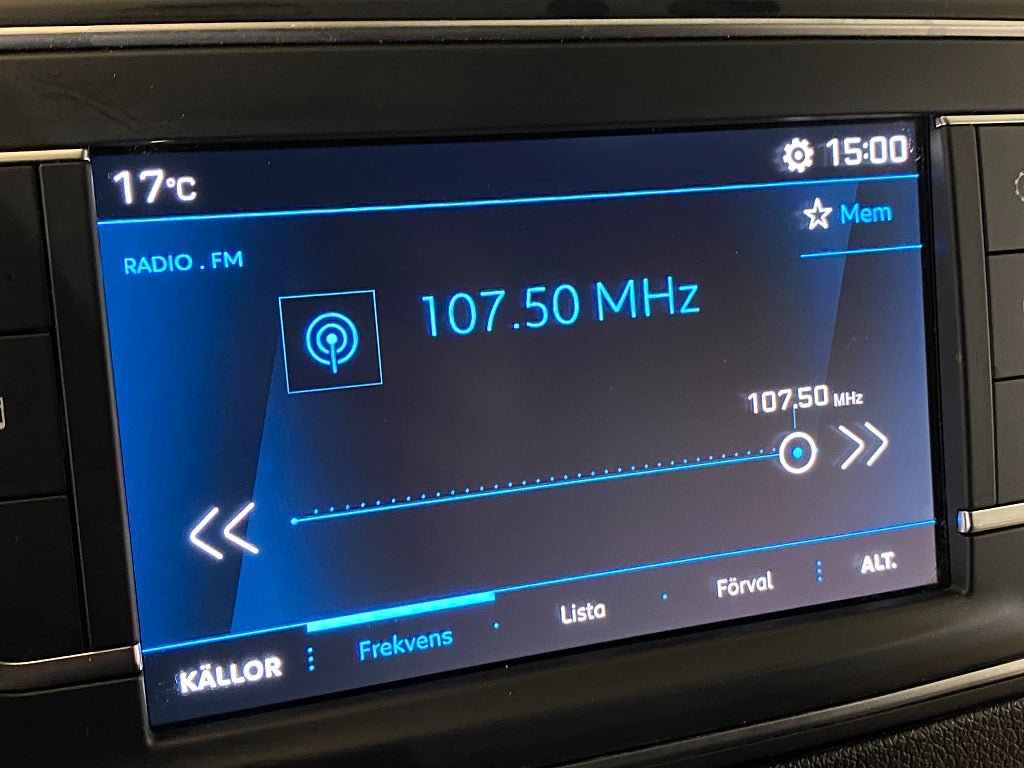 17°C
15:00
Mem
RADIO . FM
107.50 MHz
107.50 MHz
KÄLLOR
Frekvens
Lista
Förval
ALT.